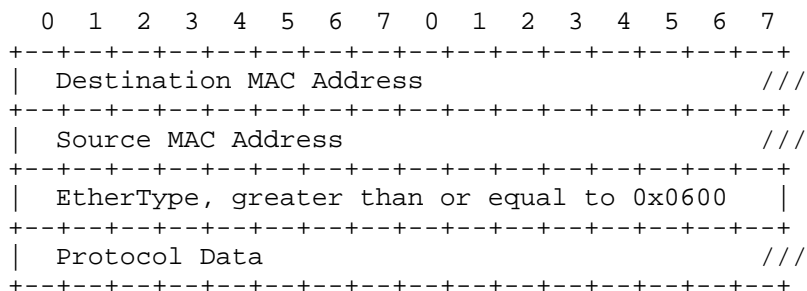 0 1 2 3 4 5 6 7 0 1 2 3 4 5 6 7
+--+--+--+--+--+--+--+--+--+--+--+--+--+--+--+--+
| Destination MAC Address ///
+--+--+--+--+--+--+--+--+--+--+--+--+--+--+--+--+
| Source MAC Address ///
+--+--+--+--+--+--+--+--+--+--+--+--+--+--+--+--+
| EtherType, greater than or equal to 0x0600 |
+--+--+--+--+--+--+--+--+--+--+--+--+--+--+--+--+
| Protocol Data ///
+--+--+--+--+--+--+--+--+--+--+--+--+--+--+--+--+